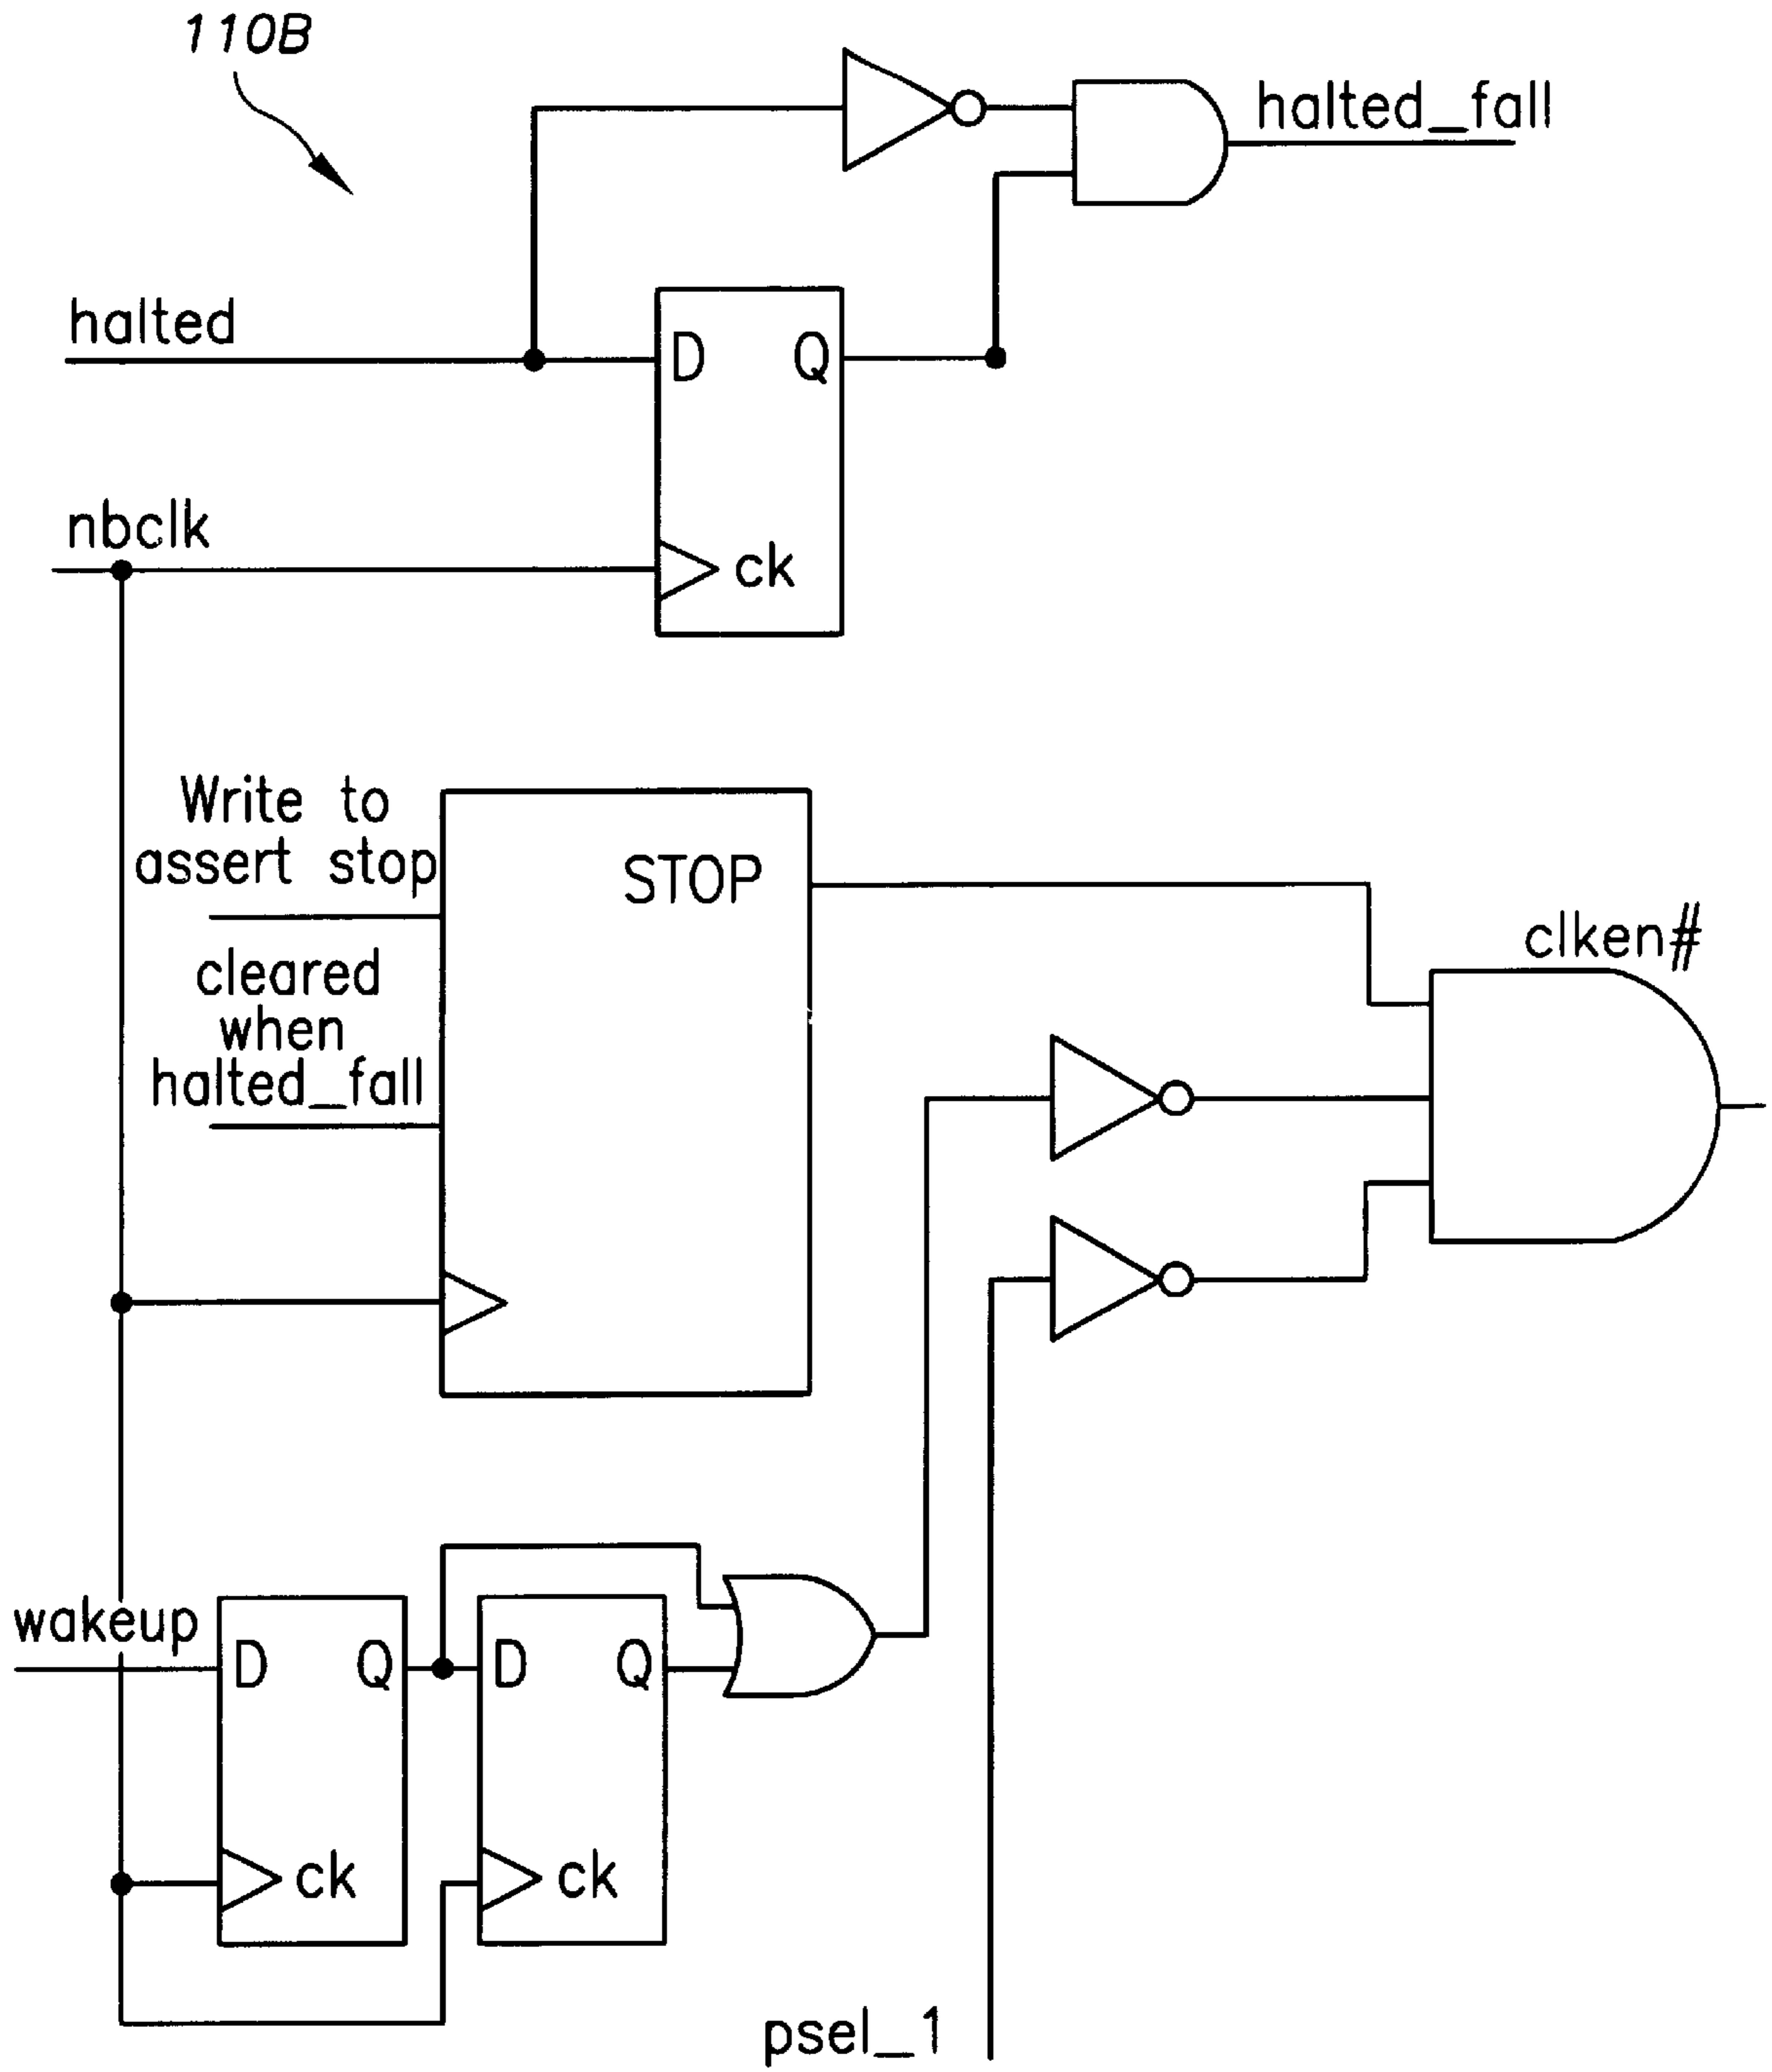 110B
halted_fall
halted
D Q
nbclk
ck
Write to
assert stop
STOP
cleared
when
halted_fall
clken#
wakeup
D Q D Q
ck ck
psel_1